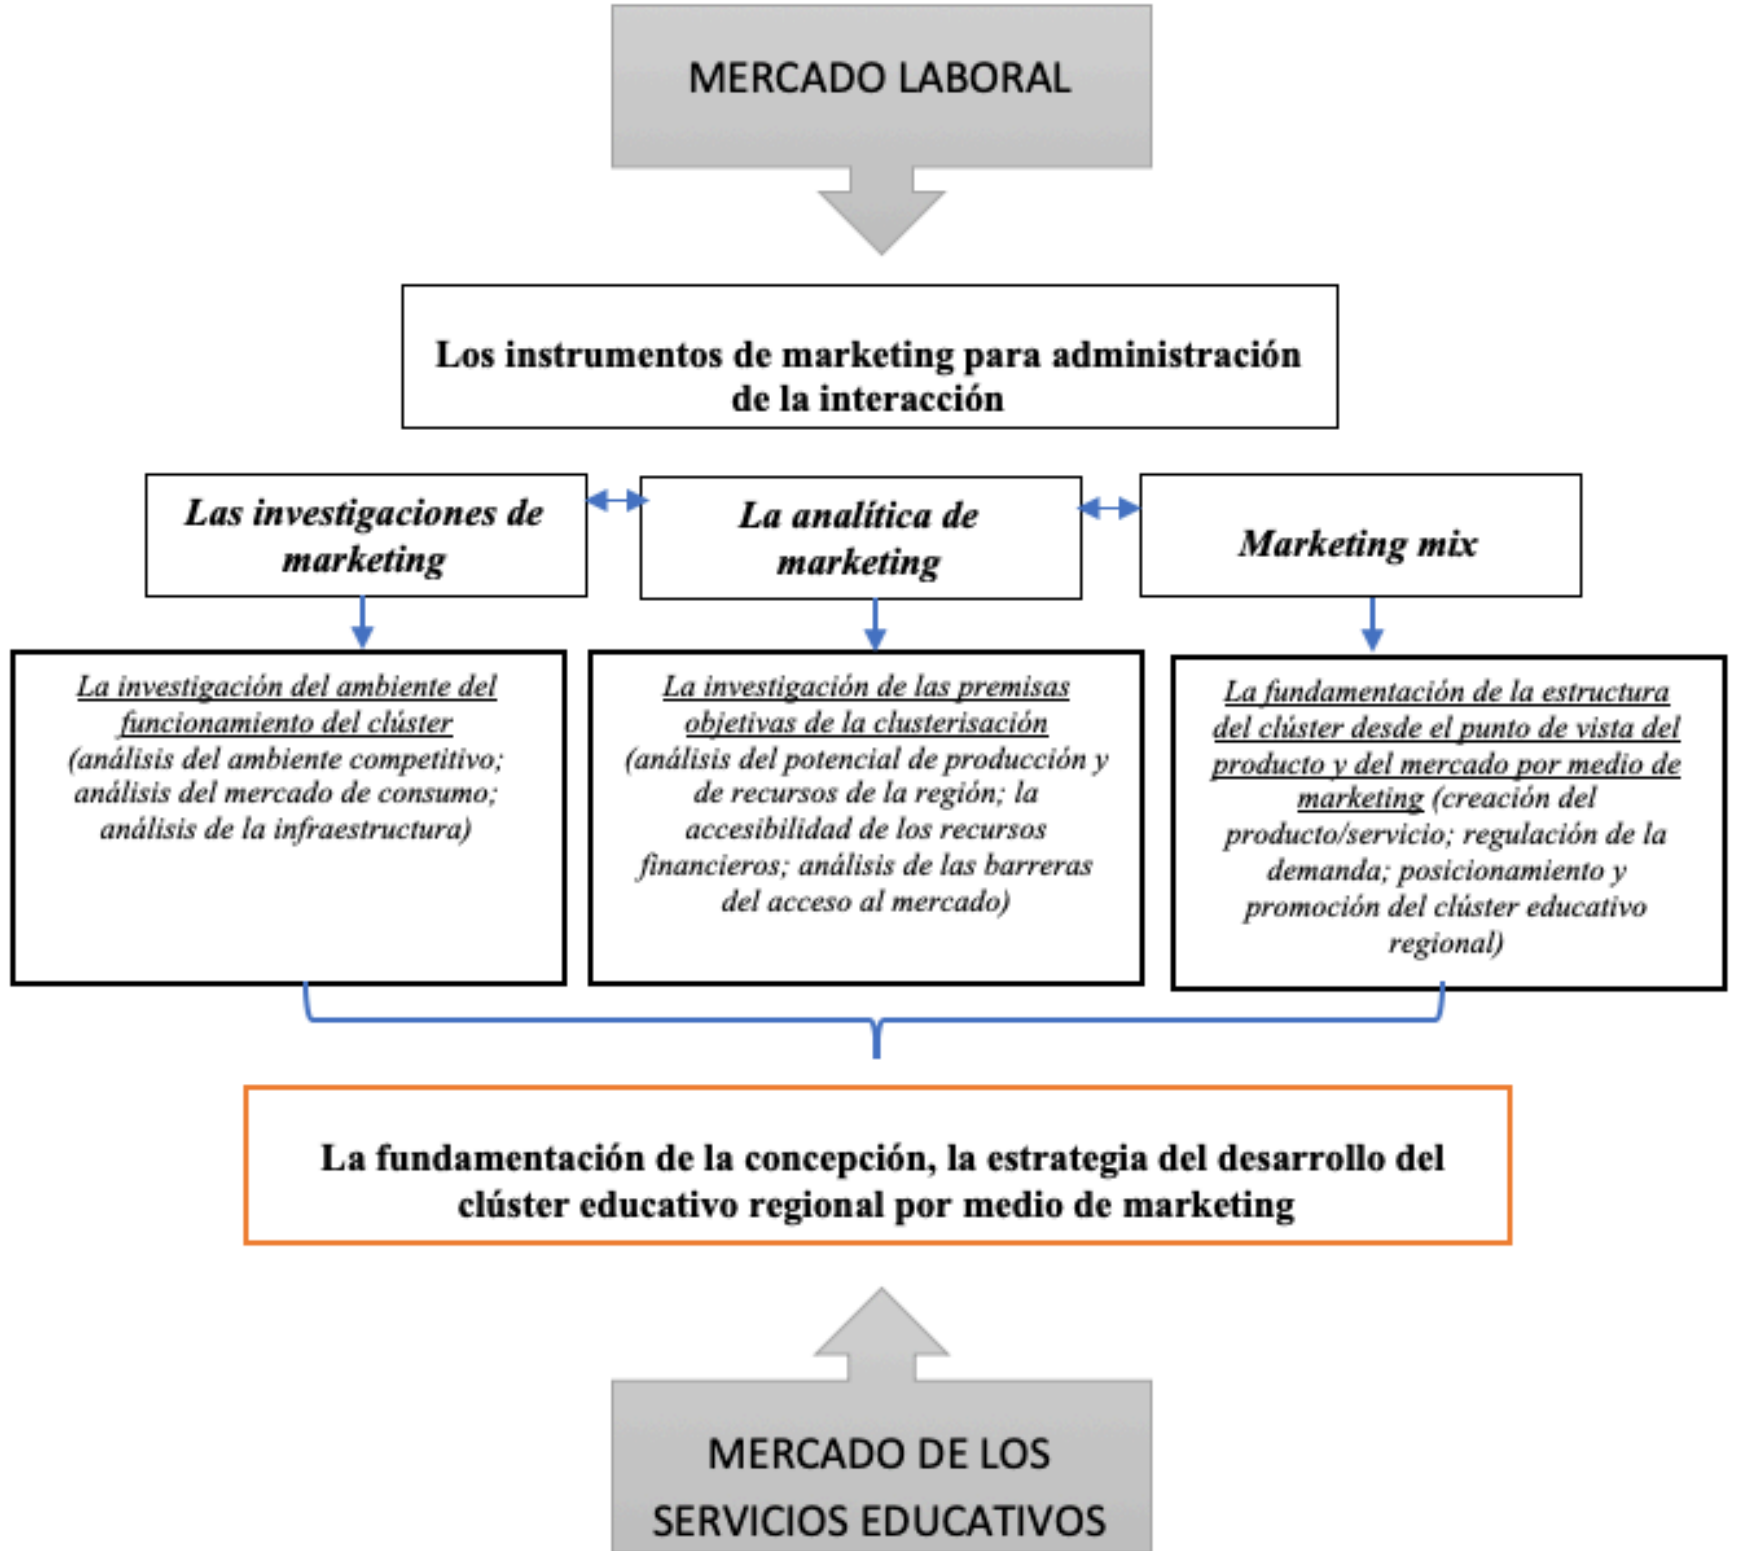 MERCADO LABORAL
Los instrumentos de marketing para administración
de la interacción
Las investigaciones de
marketing
La analítica de
marketing
Marketing mix
La investigación del ambiente del
funcionamiento del clúster
(análisis del ambiente competitivo;
análisis del mercado de consumo;
análisis de la infraestructura)
La investigación de las premisas
objetivas de la clusterisación
(análisis del potencial de producción y
de recursos de la región; la
accesibilidad de los recursos
financieros; análisis de las barreras
del acceso al mercado)
La fundamentación de la estructura
del clúster desde el punto de vista del
producto y del mercado por medio de
marketing (creación del
producto/servicio; regulación de la
demanda; posicionamiento y
promoción del clúster educativo
regional)
La fundamentación de la concepción, la estrategia del desarrollo del
clúster educativo regional por medio de marketing
MERCADO DE LOS
SERVICIOS EDUCATIVOS